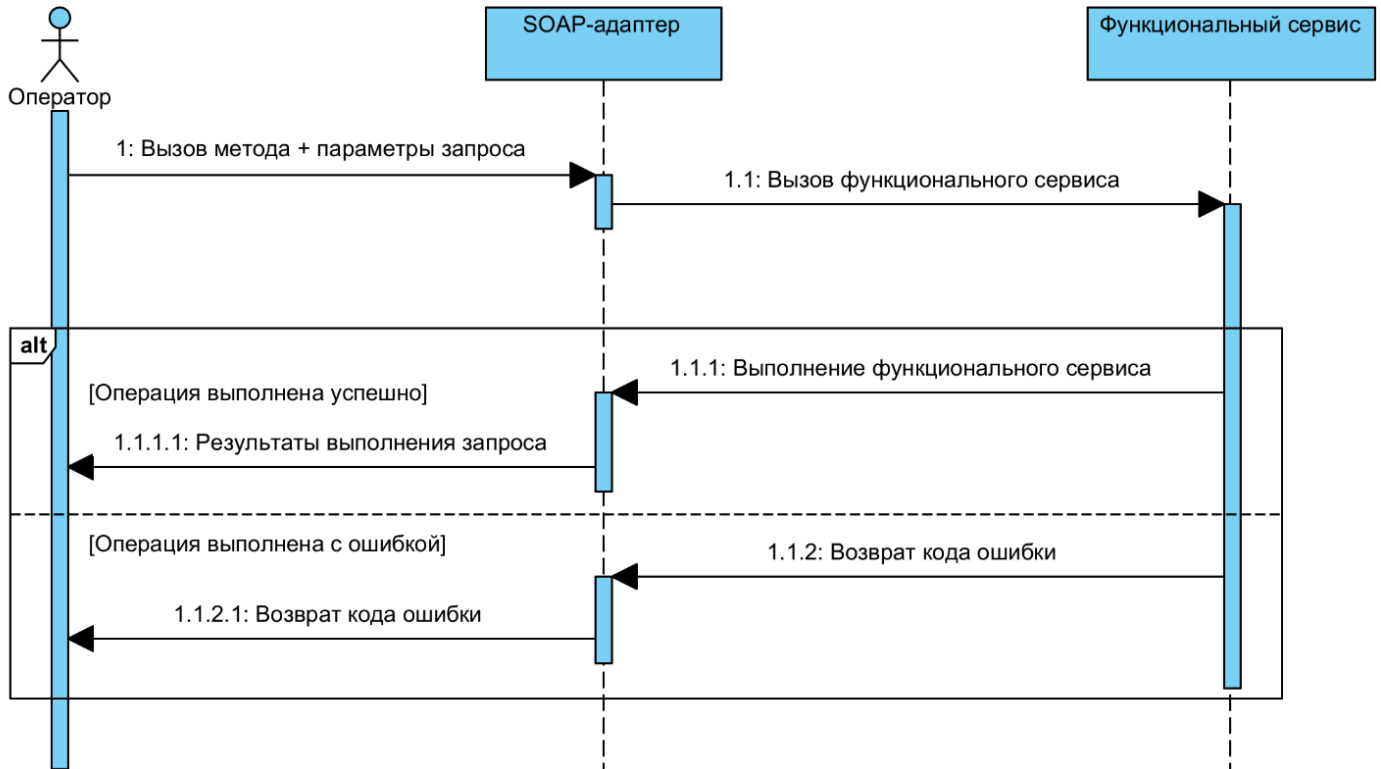 SOAP-адаптер
Функциональный сервис
Оператор
1: Вызов метода + параметры запроса
1.1: Вызов функционального сервиса
alt
1.1.1: Выполнение функционального сервиса
[Операция выполнена успешно]
1.1.1.1: Результаты выполнения запроса
[Операция выполнена с ошибкой]
1.1.2: Возврат кода ошибки
1.1.2.1: Возврат кода ошибки